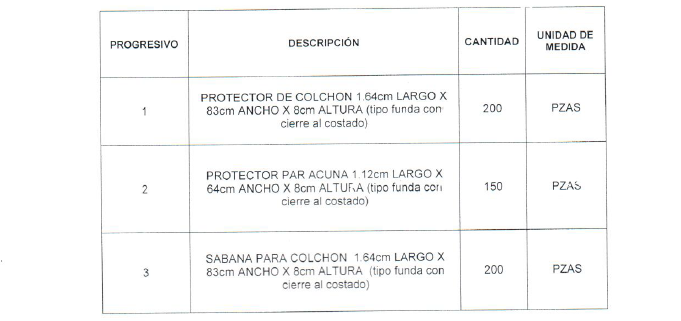 PROGRESIVO
DESCRIPCIÓN
CANTIDAD
UNIDAD DE
MEDIDA
1
PROTECTOR DE COLCHON 1.64cm LARGO X
83cm ANCHO X 8cm ALTURA (tipo funda con
cierre al costado)
200
PZAS
2
PROTECTOR PAR ACUNA 1.12cm LARGO X
64cm ANCHO X 8cm ALTURA (tipo funda con
cierre al costado)
150
PZAS
3
SABANA PARA COLCHON 1.64cm LARGO X
83cm ANCHO X 8cm ALTURA (tipo funda con
cierre al costado)
200
PZAS